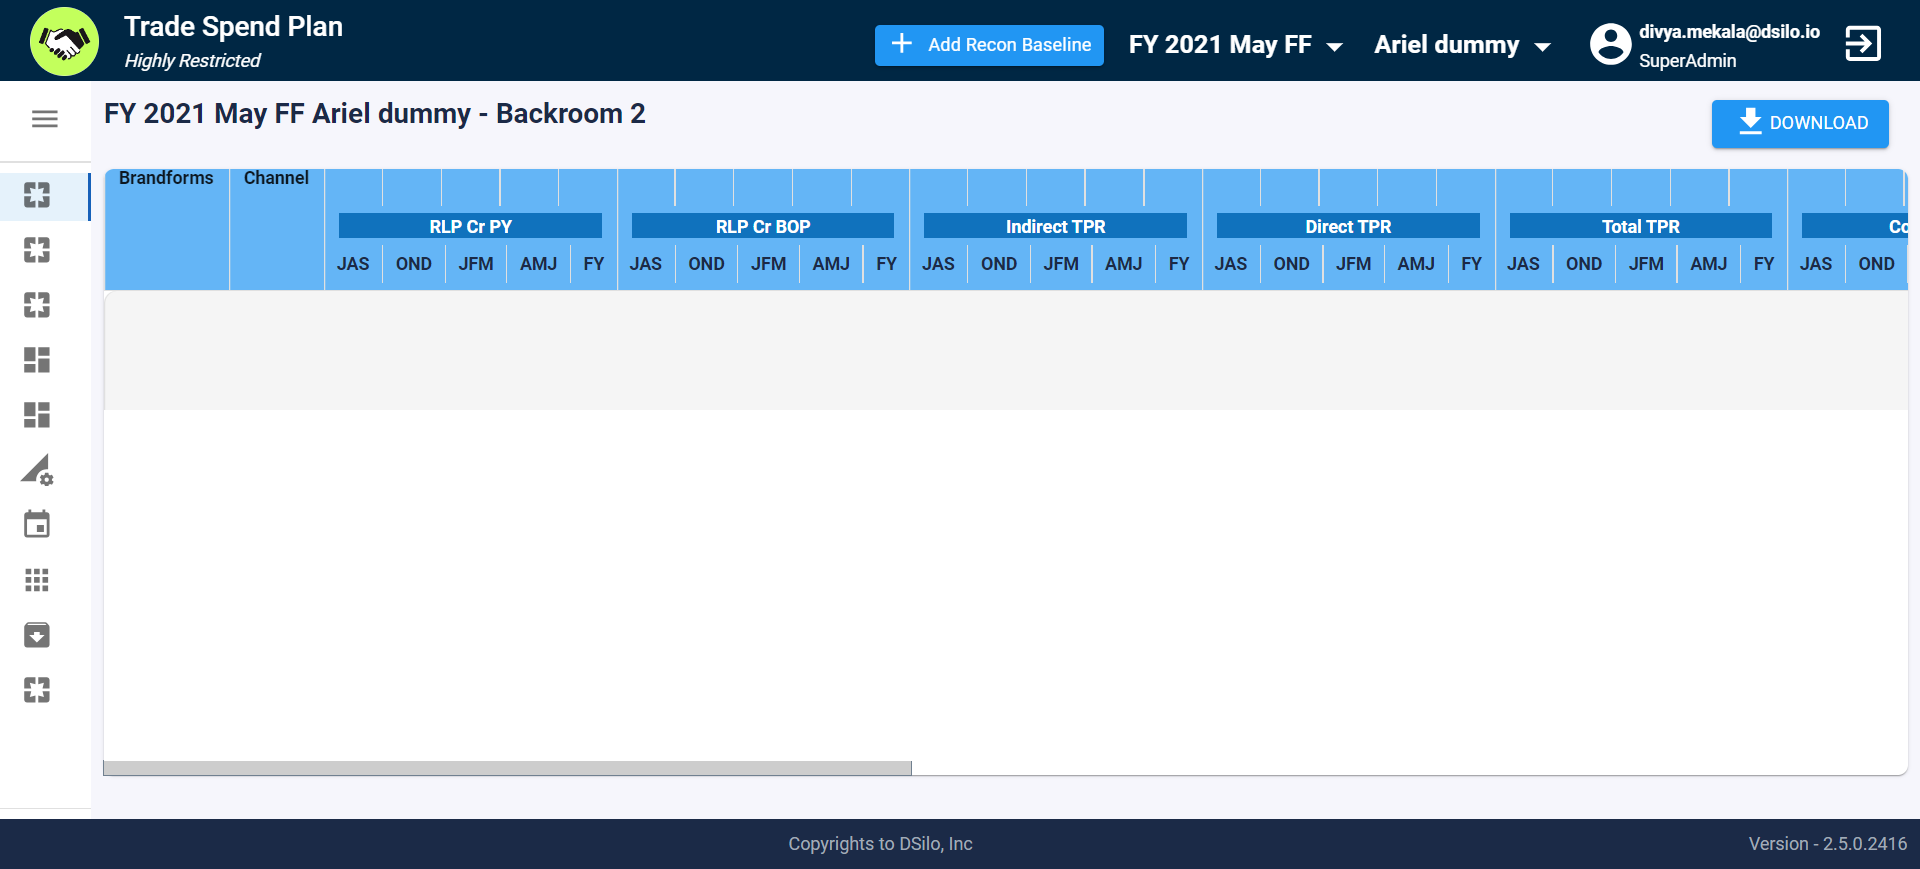 Trade Spend Plan
Highly Restricted
Add Recon Baseline
FY 2021 May FF
Ariel dummy
divya.mekala@dsilo.io
SuperAdmin
FY 2021 May FF Ariel dummy - Backroom 2
DOWNLOAD
Brandforms Channel
RLP Cr PY RLP Cr BOP Indirect TPR Direct TPR Total TPR Co
JAS OND JFM AMJ FY JAS OND JFM AMJ FY JAS OND JFM AMJ FY JAS OND JFM AMJ FY JAS OND JFM AMJ FY JAS OND
Copyrights to DSilo, Inc
Version - 2.5.0.2416